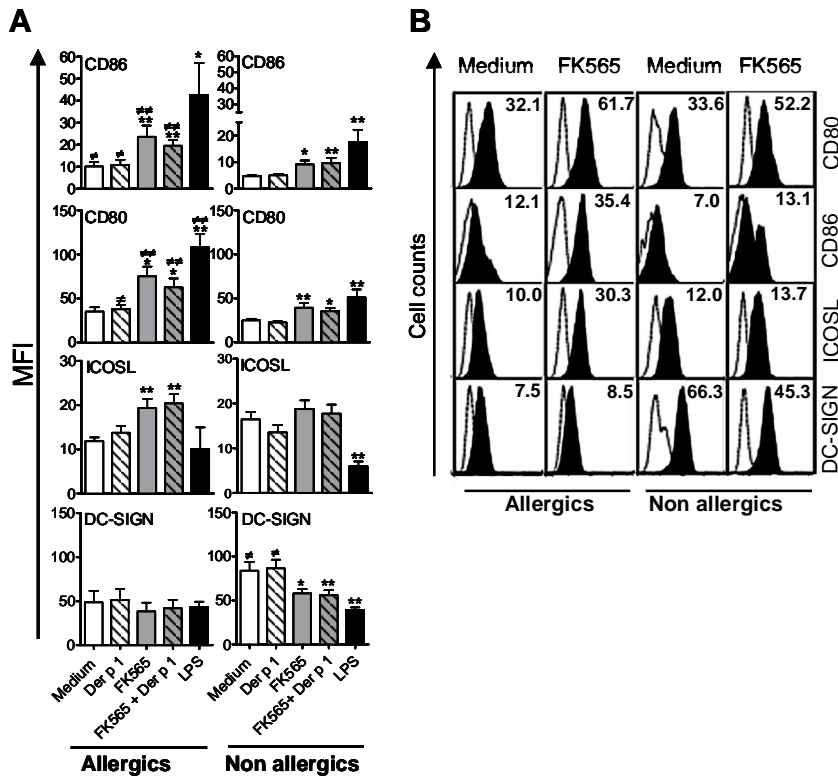 A
MFI
CD86
60
50
40
30
20
10
0
≠
≠
≠≠
**
≠≠
**
*
CD86
60
50
40
30
20
10
0
*
**
**
CD80
150
100
50
0
≠
≠≠
*
≠≠
*
≠≠
**
CD80
150
100
50
0
**
*
**
ICOSL
30
20
10
0
**
**
ICOSL
30
20
10
0
**
DC-SIGN
150
100
50
0
DC-SIGN
150
100
50
0
≠
≠
*
**
**
Medium
Der p 1
FK565
FK565 + Der p 1
LPS
Medium
Der p 1
FK565
FK565+ Der p 1
LPS
Allergics
Non allergics
B
Cell counts
Medium FK565 Medium FK565
32.1 61.7 33.6 52.2 CD80
12.1 35.4 7.0 13.1 CD86
10.0 30.3 12.0 13.7 ICOSL
7.5 8.5 66.3 45.3 DC-SIGN
Allergics Non allergics